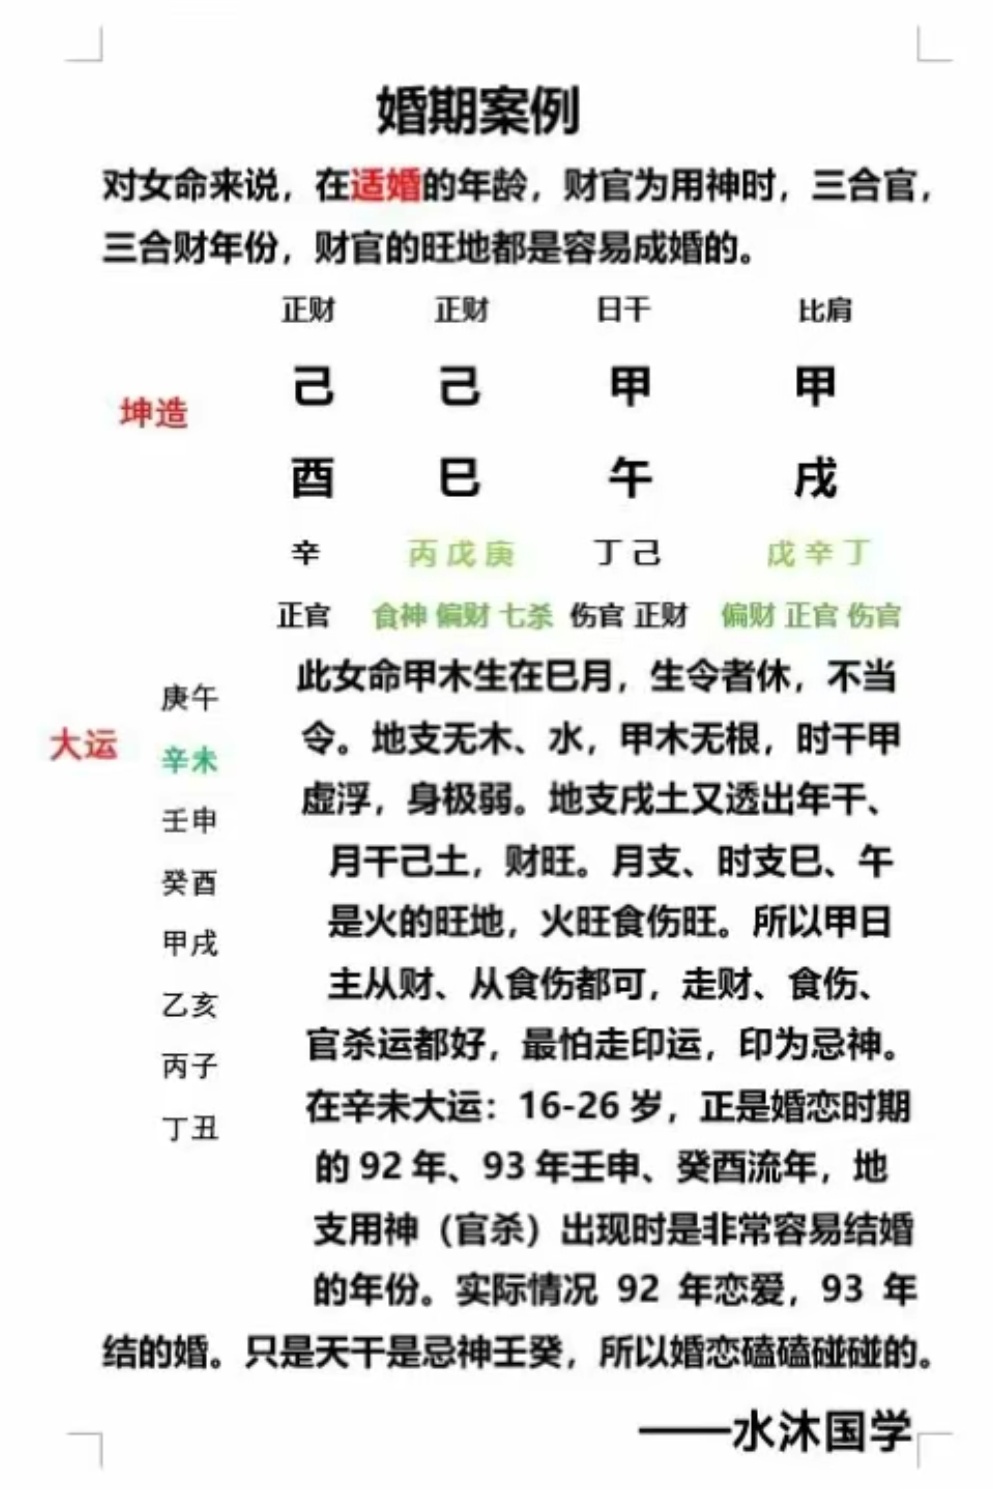 婚期案例
对女命来说，在适婚的年龄，财官为用神时，三合官，
三合财年份，财官的旺地都是容易成婚的。
正财 正财 日干 比肩
坤造 己 己 甲 甲
酉 巳 午 戌
辛 丙戊庚 丁己 戊辛丁
正官 食神 偏财 七杀 伤官 正财 偏财 正官 伤官
大运
庚午
辛未
壬申
癸酉
甲戌
乙亥
丙子
丁丑
此女命甲木生在巳月，生令者休，不当
令。地支无木、水，甲木无根，时干甲
虚浮，身极弱。地支戌土又透出年干、
月干己土，财旺。月支、时支巳、午
是火的旺地，火旺食伤旺。所以甲日
主从财、从食伤都可，走财、食伤、
官杀运都好，最怕走印运，印为忌神。
在辛未大运：16-26 岁，正是婚恋时期
的 92 年、93 年壬申、癸酉流年，地
支用神（官杀）出现时是非常容易结婚
的年份。实际情况 92 年恋爱，93 年
结的婚。只是天干是忌神壬癸，所以婚恋磕磕碰碰的。
——水沐国学